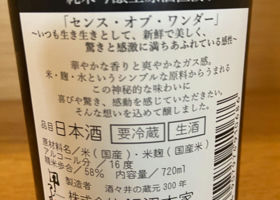 「センス・オブ・ワンダー」
～いつも生き生きとして、新鮮で美しく、
驚きと感激に満ちあふれている感性～
華やかな香りと爽やかなガス感。
米・麹・水というシンプルな原料からうまれる
この神秘的な味わいに
喜びや驚き、感動を感じていただきたい。
そんな想いを込めて醸しました。
品目 日本酒 要冷蔵 生酒
原材料名／米（国産）・米麹（国産米）
アルコール分／16度
精米歩合／58% 内容量／720ml
製造者 酒々井の蔵元300年